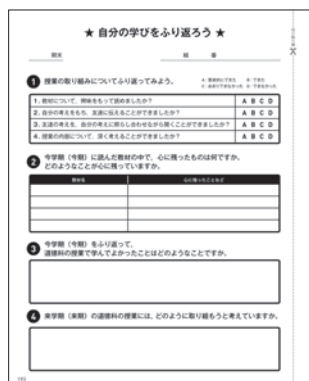 ★ 自分の学びをふり返ろう ★
期末 組 番
1 授業の取り組みについてふり返ってみよう。
1.教材について、興味をもって読めましたか? A B C D
2.自分の考えをもち、友達に伝えることができましたか? A B C D
3.友達の考えを、自分の考えに照らし合わせながら聞くことができましたか? A B C D
4.授業の内容について、深く考えることができましたか? A B C D
2 今学期(今期)に読んだ教材の中で、心に残ったものは何ですか。
どのようなことが心に残っていますか。
教材名 心に残ったことなど
3 今学期(今期)をふり返って、
道徳科の授業で学んでよかったことはどのようなことですか。
4 来学期(来期)の道徳科の授業には、どのように取り組もうと考えていますか。